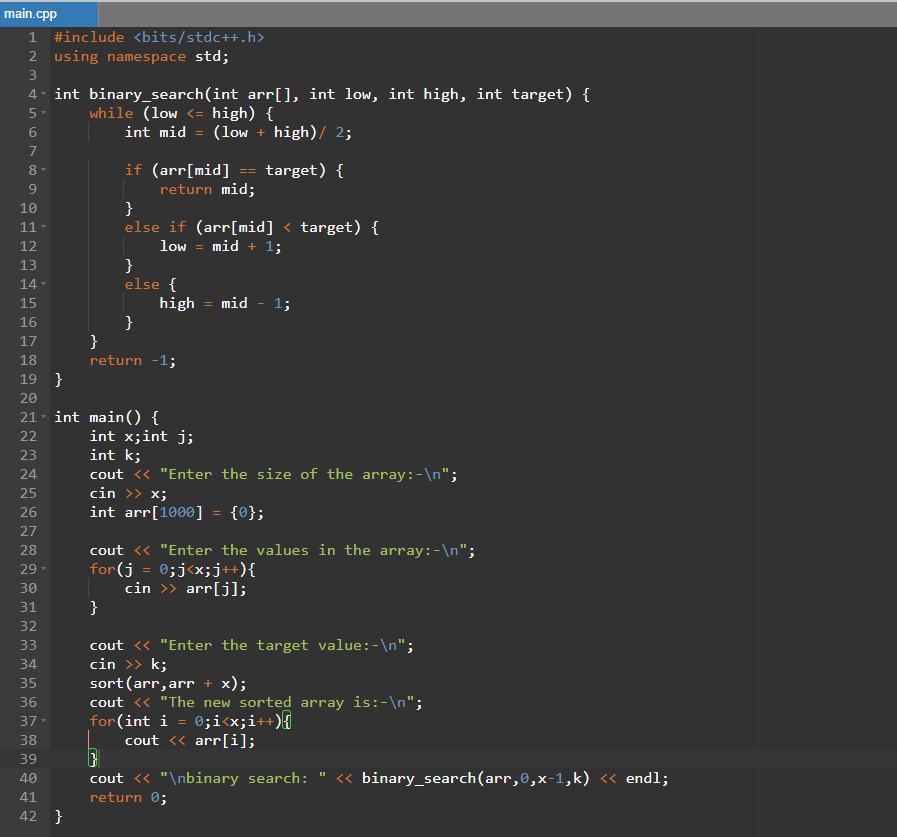 main.cpp
1 #include <bits/stdc++.h>
2 using namespace std;
3
4 int binary_search(int arr[], int low, int high, int target) {
5     while (low <= high) {
6         int mid = (low + high)/ 2;
7
8         if (arr[mid] == target) {
9             return mid;
10         }
11         else if (arr[mid] < target) {
12             low = mid + 1;
13         }
14         else {
15             high = mid - 1;
16         }
17     }
18     return -1;
19 }
20
21 int main() {
22     int x;int j;
23     int k;
24     cout << "Enter the size of the array:-\n";
25     cin >> x;
26     int arr[1000] = {0};
27
28     cout << "Enter the values in the array:-\n";
29     for(j = 0;j<x;j++){
30         cin >> arr[j];
31     }
32
33     cout << "Enter the target value:-\n";
34     cin >> k;
35     sort(arr,arr + x);
36     cout << "The new sorted array is:-\n";
37     for(int i = 0;i<x;i++){
38         cout << arr[i];
39     }
40     cout << "\nbinary search: " << binary_search(arr,0,x-1,k) << endl;
41     return 0;
42 }